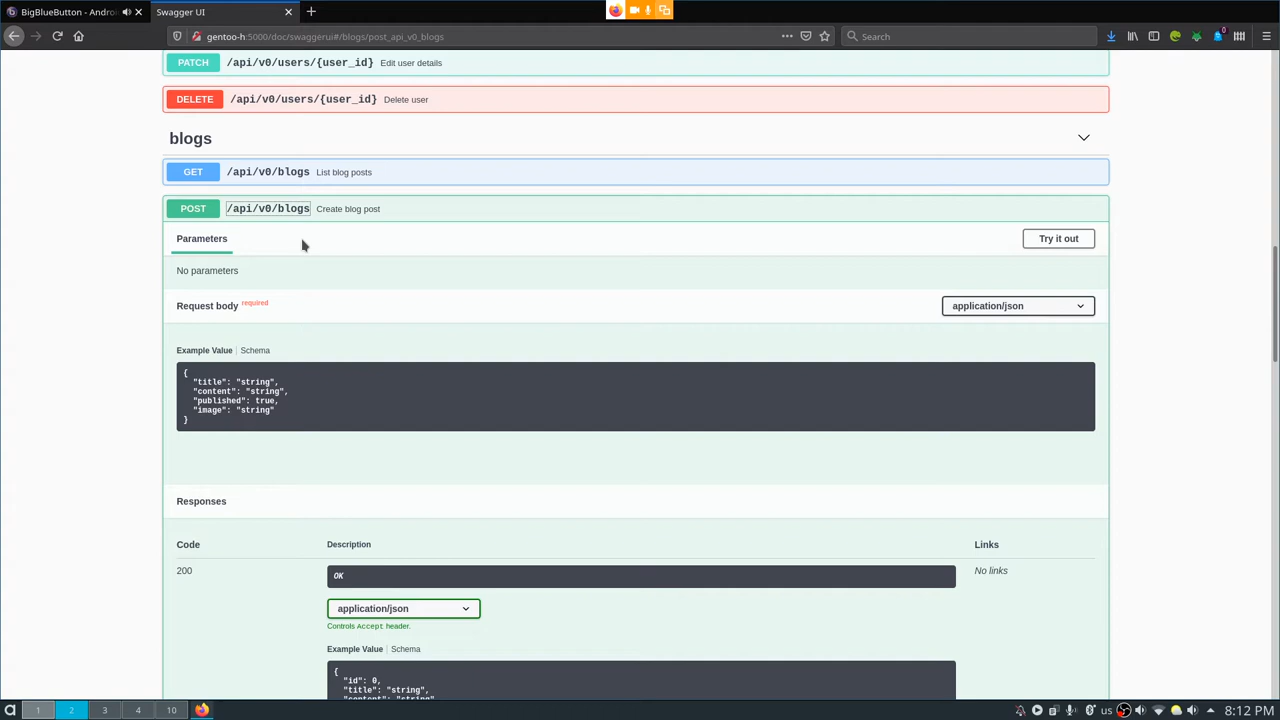 BigBlueButton - Androi
Swagger UI
gentoo-h:5000/doc/swaggerui#/blogs/post_api_v0_blogs
Search
PATCH /api/v0/users/{user_id} Edit user details
DELETE /api/v0/users/{user_id} Delete user
blogs
GET /api/v0/blogs List blog posts
POST /api/v0/blogs Create blog post
Parameters
Try it out
No parameters
Request body required
application/json
Example Value | Schema
{
"title": "string",
"content": "string",
"published": true,
"image": "string"
}
Responses
Code Description Links
200 OK No links
application/json
Controls Accept header.
Example Value | Schema
{
"id": 0,
"title": "string",
"content": "string",
1 2 3 4 10
us
8:12 PM